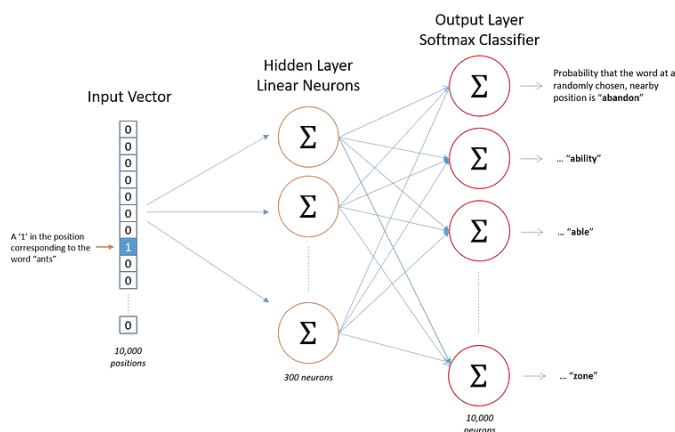 Output Layer
Softmax Classifier
Hidden Layer
Linear Neurons
Input Vector
Probability that the word at a
randomly chosen, nearby
position is “abandon”
0
0
0
0
0
0
0
1
0
0
0
A ‘1’ in the position
corresponding to the
word “ants”
10,000
positions
Σ
Σ
Σ
300 neurons
Σ
Σ
Σ
Σ
… “ability”
… “able”
… “zone”
10,000
neurons